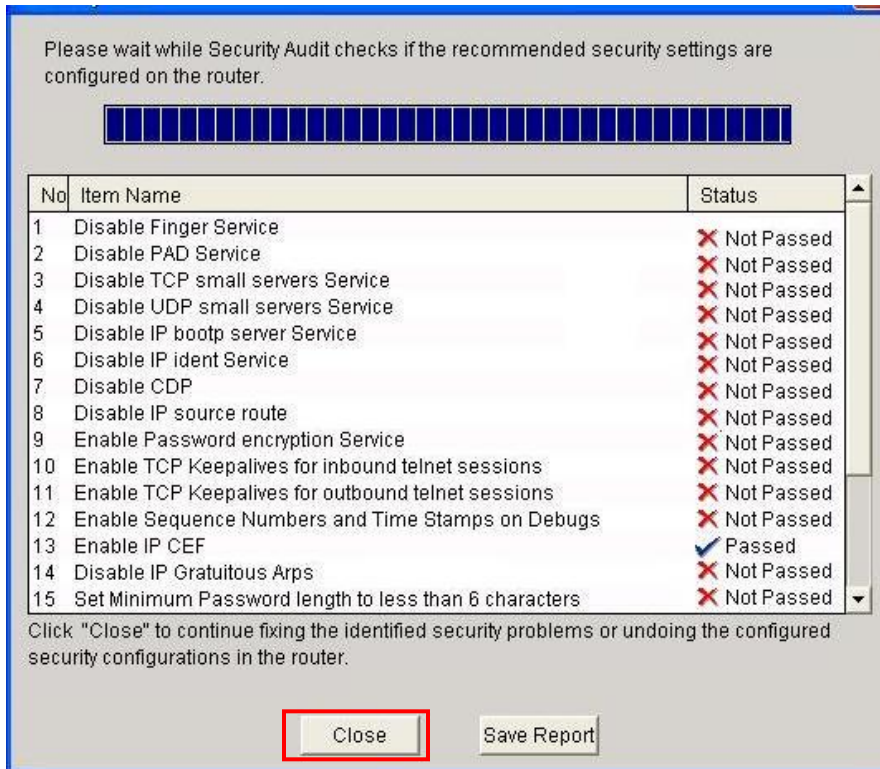 Please wait while Security Audit checks if the recommended security settings are
configured on the router.
No Item Name Status
1 Disable Finger Service Not Passed
2 Disable PAD Service Not Passed
3 Disable TCP small servers Service Not Passed
4 Disable UDP small servers Service Not Passed
5 Disable IP bootp server Service Not Passed
6 Disable IP ident Service Not Passed
7 Disable CDP Not Passed
8 Disable IP source route Not Passed
9 Enable Password encryption Service Not Passed
10 Enable TCP Keepalives for inbound telnet sessions Not Passed
11 Enable TCP Keepalives for outbound telnet sessions Not Passed
12 Enable Sequence Numbers and Time Stamps on Debugs Not Passed
13 Enable IP CEF Passed
14 Disable IP Gratuitous Arps Not Passed
15 Set Minimum Password length to less than 6 characters Not Passed
Click "Close" to continue fixing the identified security problems or undoing the configured
security configurations in the router.
Close Save Report